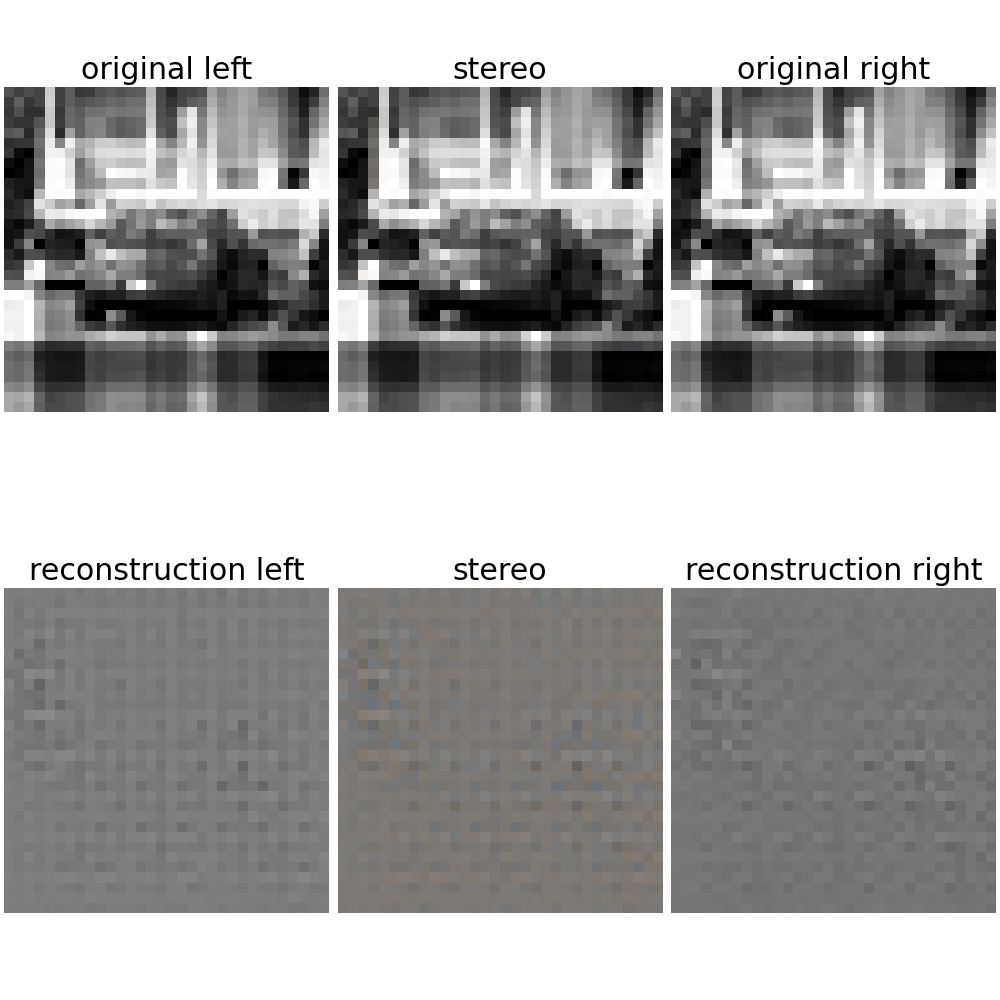 original left
stereo
original right
reconstruction left
stereo
reconstruction right